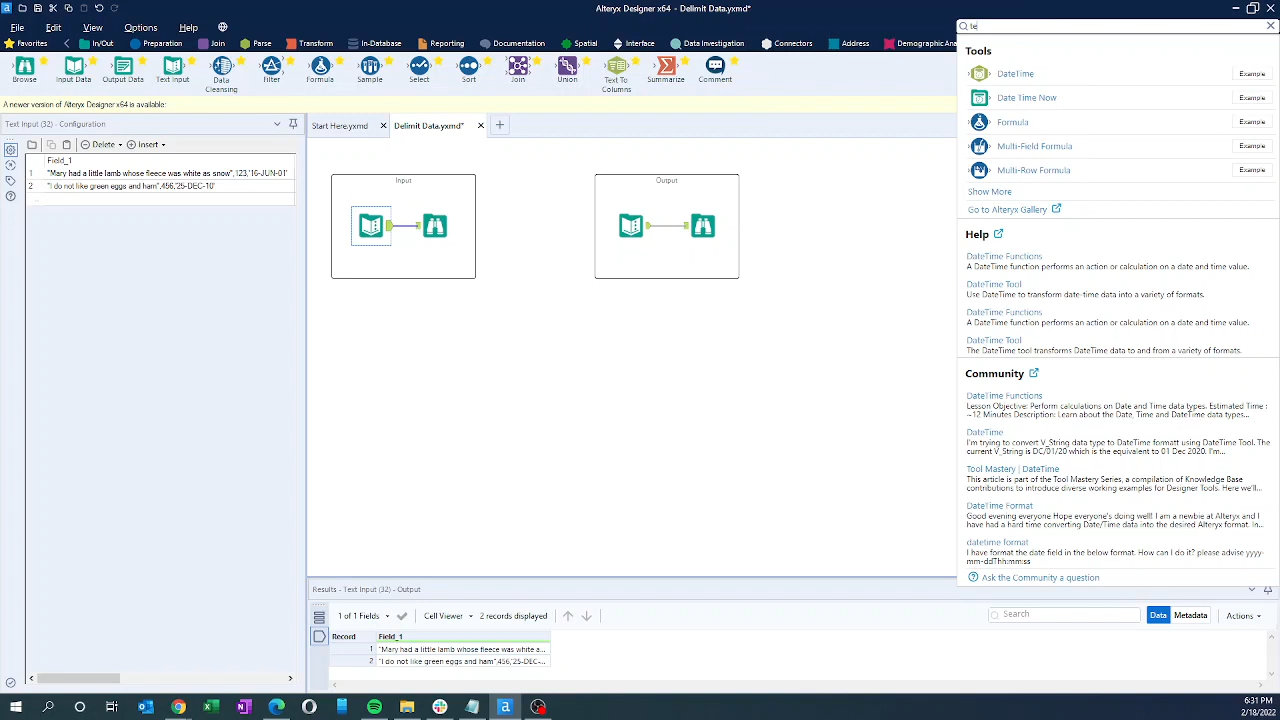 Alteryx Designer x64 - Delimit Data.yxmd*
File Edit View Options Help
te
Favorites In/Out Preparation Join Transform In-Database Reporting Documentation Spatial Interface Data Investigation Connectors Address Demographic Ana
Browse Input Data Output Data Text Input Data Cleansing Filter Formula Sample Select Sort Join Union Text To Columns Summarize Comment
A newer version of Alteryx Designer x64 is available:
Text Input (32) - Configuration
Start Here.yxmd
Delimit Data.yxmd*
Delete Insert
Field_1
1 "Mary had a little lamb whose fleece was white as snow",123,'16-JUN-11'
2 "I do not like green eggs and ham",456,'25-DEC-10'
Input
Output
Tools
DateTime Example
Date Time Now Example
Formula Example
Multi-Field Formula Example
Multi-Row Formula Example
Show More
Go to Alteryx Gallery
Help
DateTime Functions
A DateTime function performs an action or calculation on a date and time value.
DateTime Tool
Use DateTime to transform date-time data into a variety of formats.
DateTime Functions
A DateTime function performs an action or calculation on a date and time value.
DateTime Tool
The DateTime tool transforms DateTime data to and from a variety of formats.
Community
DateTime Functions
Lesson Objective: Perform calculations on Date and Time data types. Estimated Time :
~12 Minutes Description: Learn about the Date, Time and DateTime data types...
DateTime
I'm trying to convert V_String data type to DateTime formatt using DateTime Tool. The
current V_String is DC/01/20 which is the equivalent to 01 Dec 2020. I'm...
Tool Mastery | DateTime
This article is part of the Tool Mastery Series, a compilation of Knowledge Base
contributions to introduce diverse working examples for Designer Tools. Here we'll...
DateTime Format
Good evening everyone Hope everyone's doing well! I am a newbie at Alteryx and I
have had a hard time converting Date/Time data into the desired Alteryx format. In...
datetime format
I have format the date field in the below format. How can I do it? please advise yyyy-
mm-ddThh:mm:ss
Ask the Community a question
Results - Text Input (32) - Output
1 of 1 Fields Cell Viewer 2 records displayed Search Data Metadata Actions
Record Field_1
1 "Mary had a little lamb whose fleece was white a...
2 "I do not like green eggs and ham",456,'25-DEC-...
6:31 PM
2/18/2022